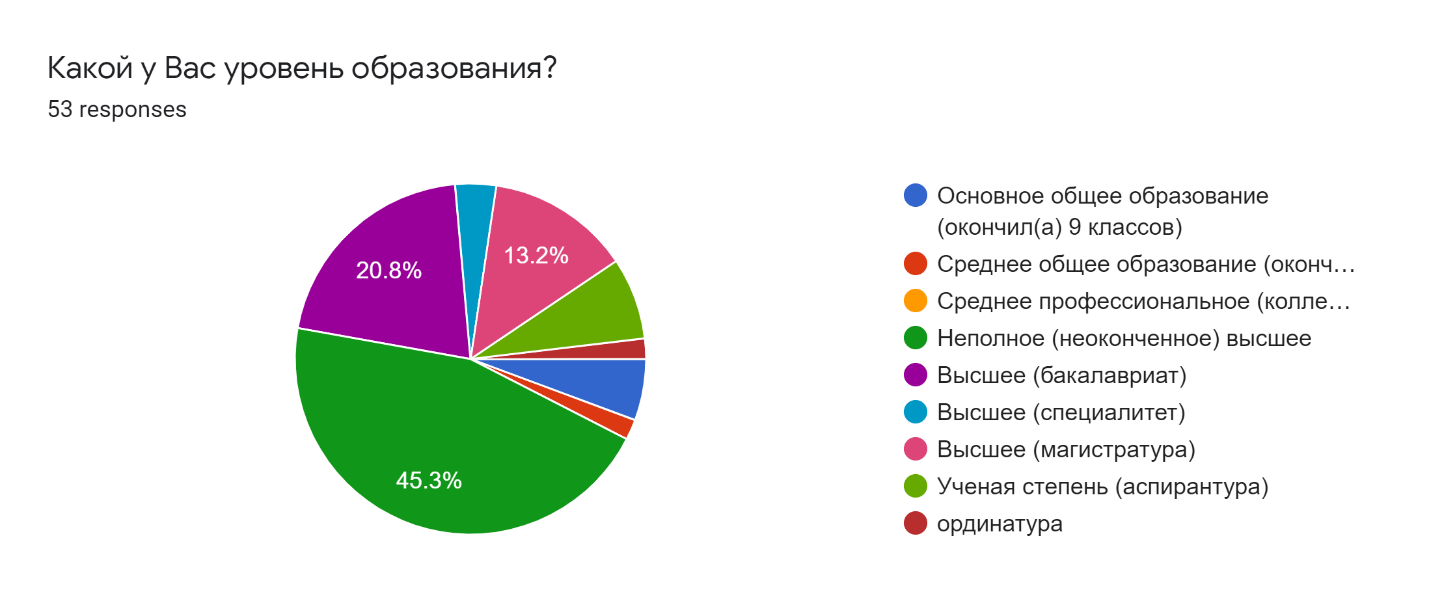 Какой у Вас уровень образования?
53 responses
20.8%
13.2%
45.3%
Основное общее образование
(окончил(а) 9 классов)
Среднее общее образование (оконч…
Среднее профессиональное (колле…
Неполное (неоконченное) высшее
Высшее (бакалавриат)
Высшее (специалитет)
Высшее (магистратура)
Ученая степень (аспирантура)
ординатура